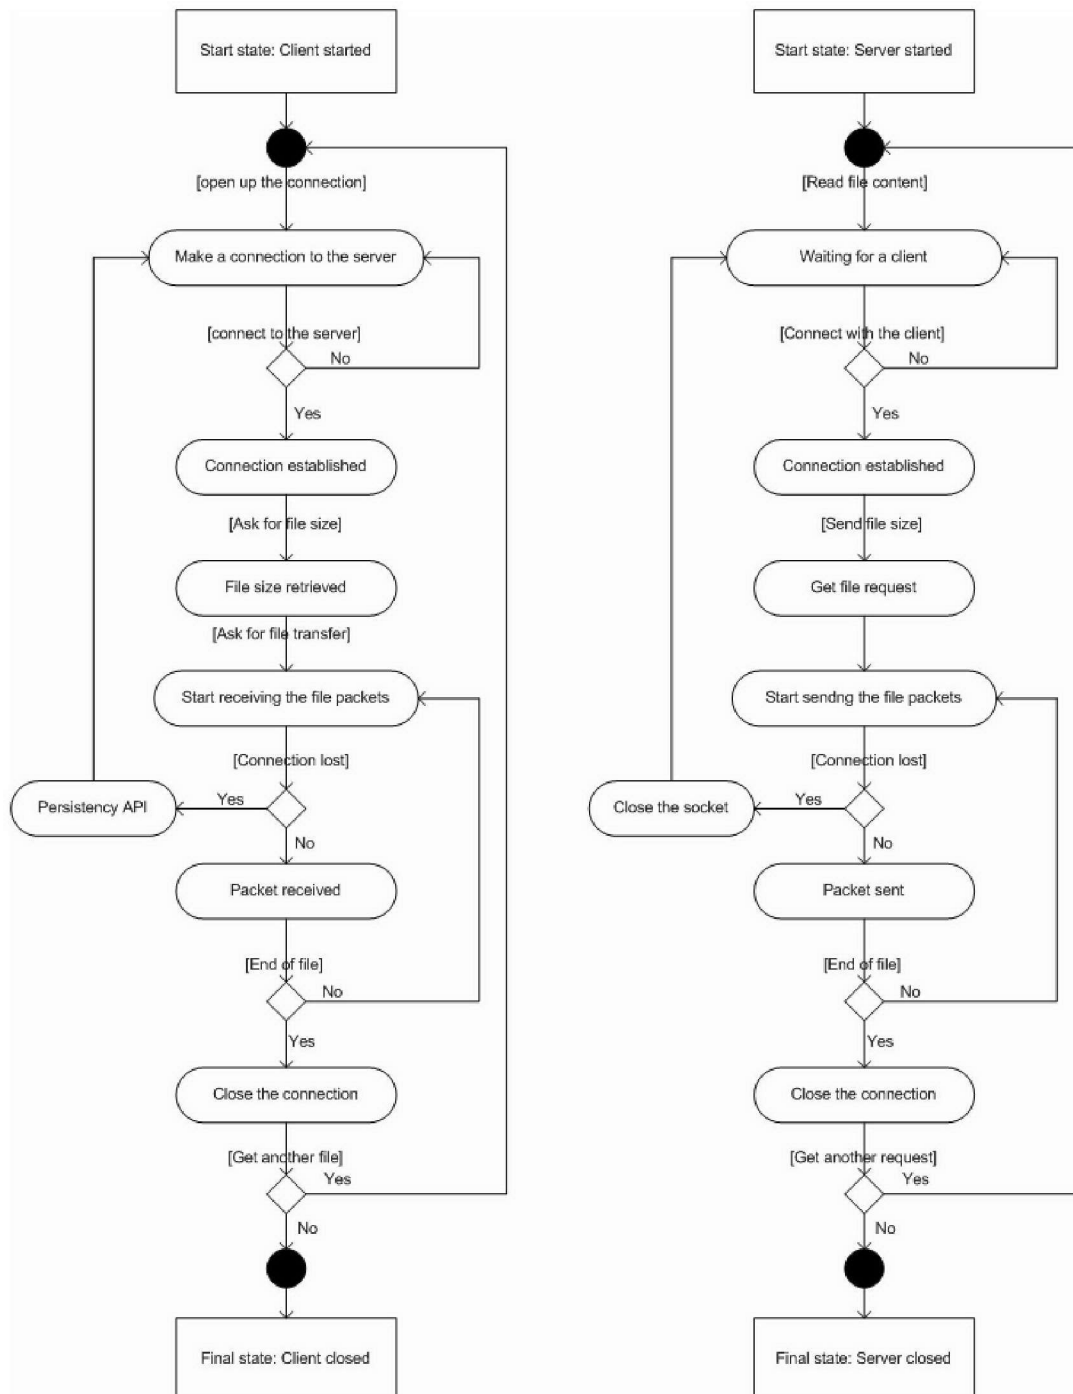 Start state: Client started
[open up the connection]
Make a connection to the server
[connect to the server]
No
Yes
Connection established
[Ask for file size]
File size retrieved
[Ask for file transfer]
Start receiving the file packets
[Connection lost]
Persistency API
Yes
No
Packet received
[End of file]
No
Yes
Close the connection
[Get another file]
Yes
No
Final state: Client closed
Start state: Server started
[Read file content]
Waiting for a client
[Connect with the client]
No
Yes
Connection established
[Send file size]
Get file request
Start sendng the file packets
[Connection lost]
Close the socket
Yes
No
Packet sent
[End of file]
No
Yes
Close the connection
[Get another request]
Yes
No
Final state: Server closed